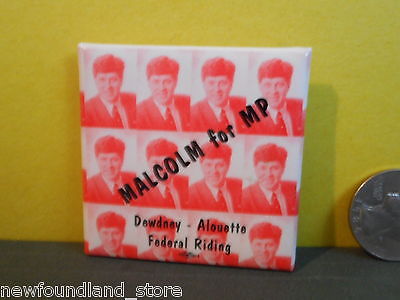 MALCOLM for MP
Dewdney - Alouette
Federal Riding
newfoundland_store